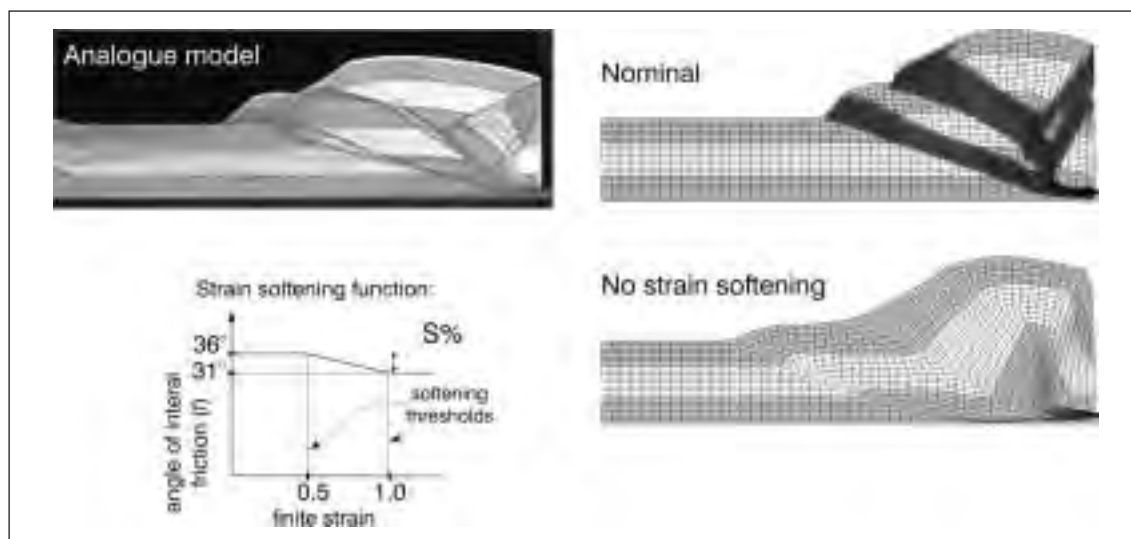 Analogue model
Nominal
Strain softening function:
S%
36°
31°
softening
thresholds
angle of interal
friction (f)
0.5
1.0
finite strain
No strain softening